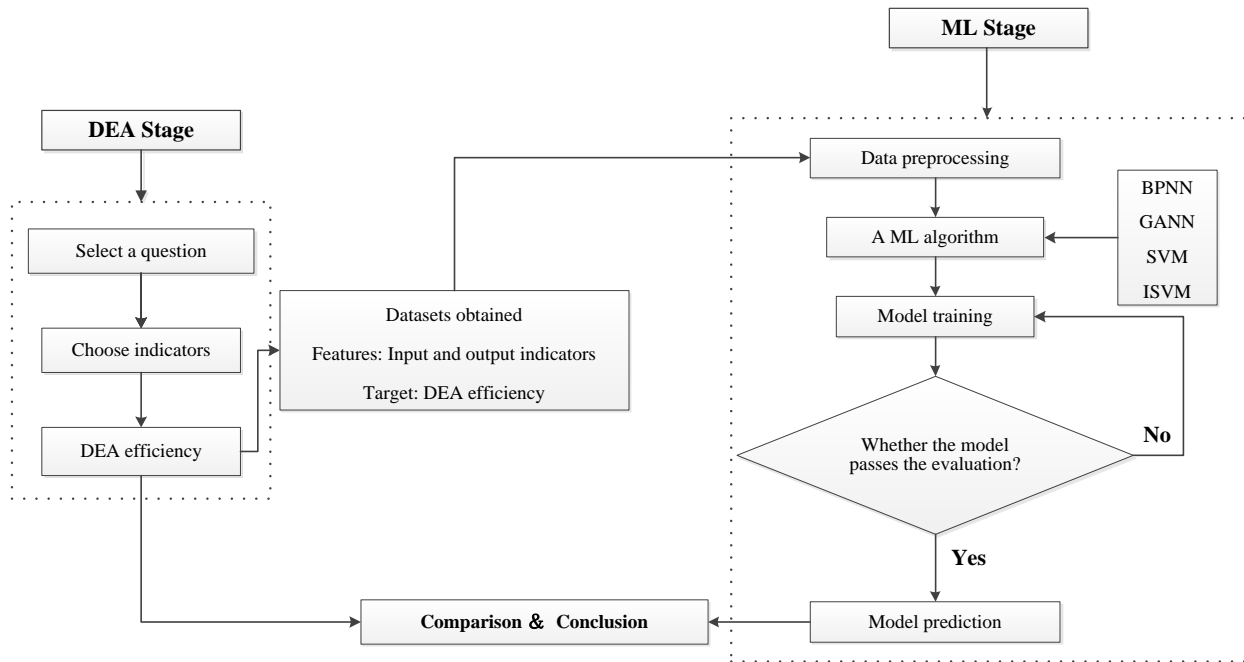 DEA Stage
Select a question
Choose indicators
DEA efficiency
Datasets obtained
Features: Input and output indicators
Target: DEA efficiency
ML Stage
Data preprocessing
A ML algorithm
BPNN
GANN
SVM
ISVM
Model training
Whether the model
passes the evaluation?
No
Yes
Model prediction
Comparison & Conclusion